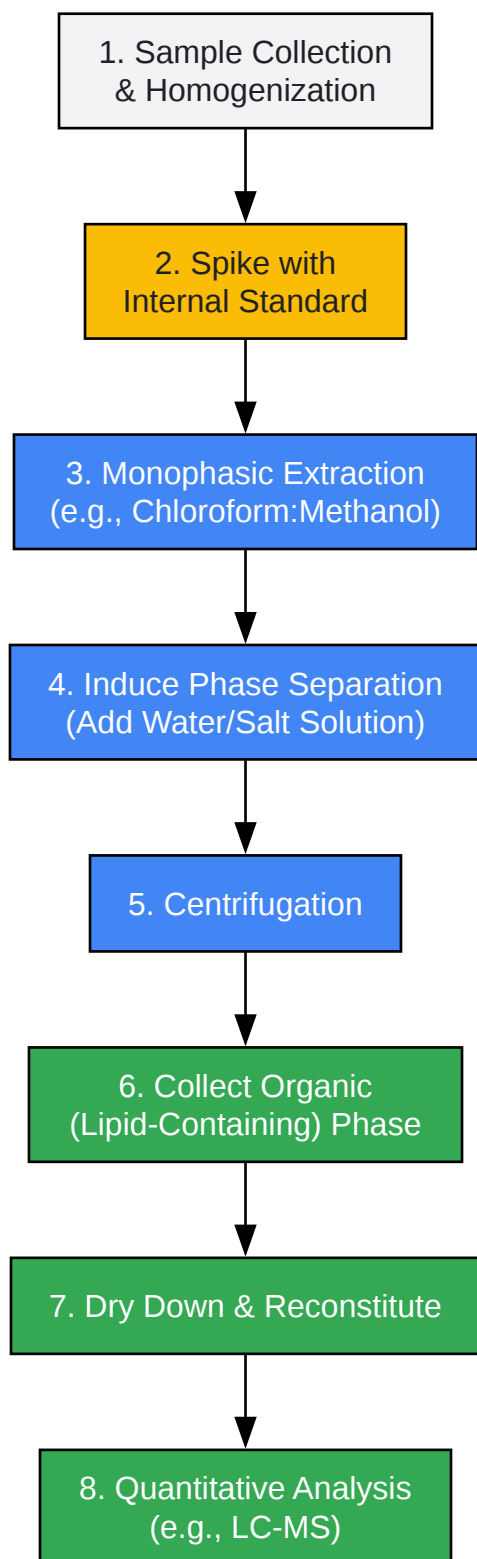 1. Sample Collection
& Homogenization
2. Spike with
Internal Standard
3. Monophasic Extraction
(e.g., Chloroform:Methanol)
4. Induce Phase Separation
(Add Water/Salt Solution)
5. Centrifugation
6. Collect Organic
(Lipid-Containing) Phase
7. Dry Down & Reconstitute
8. Quantitative Analysis
(e.g., LC-MS)